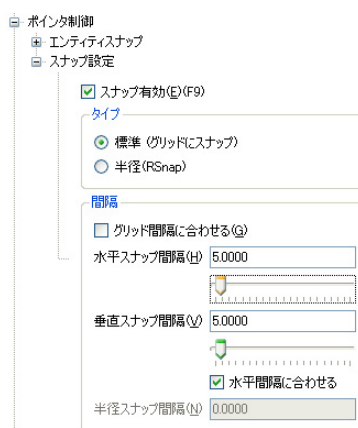 ポインタ制御
エンティティスナップ
スナップ設定
スナップ有効(E)(F9)
タイプ
標準 (グリッドにスナップ)
半径(RSnap)
間隔
グリッド間隔に合わせる(G)
水平スナップ間隔(H) 5.0000
垂直スナップ間隔(V) 5.0000
水平間隔に合わせる
半径スナップ間隔(N) 0.0000